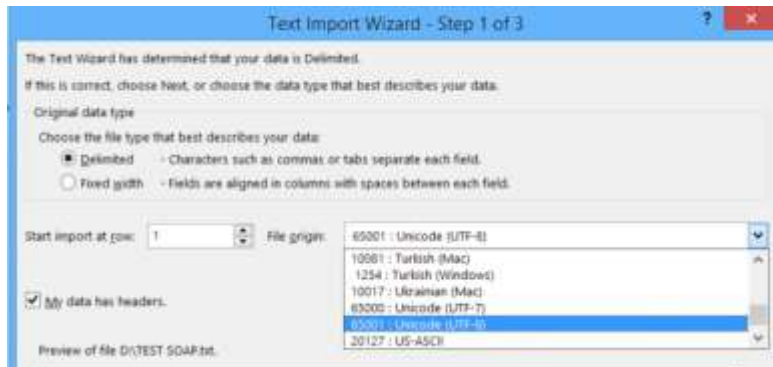 Text Import Wizard - Step 1 of 3
?
The Text Wizard has determined that your data is Delimited.
If this is correct, choose Next, or choose the data type that best describes your data.
Original data type
Choose the file type that best describes your data:
Delimited - Characters such as commas or tabs separate each field.
Fixed width - Fields are aligned in columns with spaces between each field.
Start import at row: 1 File origin: 65001 : Unicode (UTF-8)
10081 : Turkish (Mac)
1254 : Turkish (Windows)
10017 : Ukrainian (Mac)
65000 : Unicode (UTF-7)
65001 : Unicode (UTF-8)
20127 : US-ASCII
My data has headers.
Preview of file D:\TEST SOAP.txt.